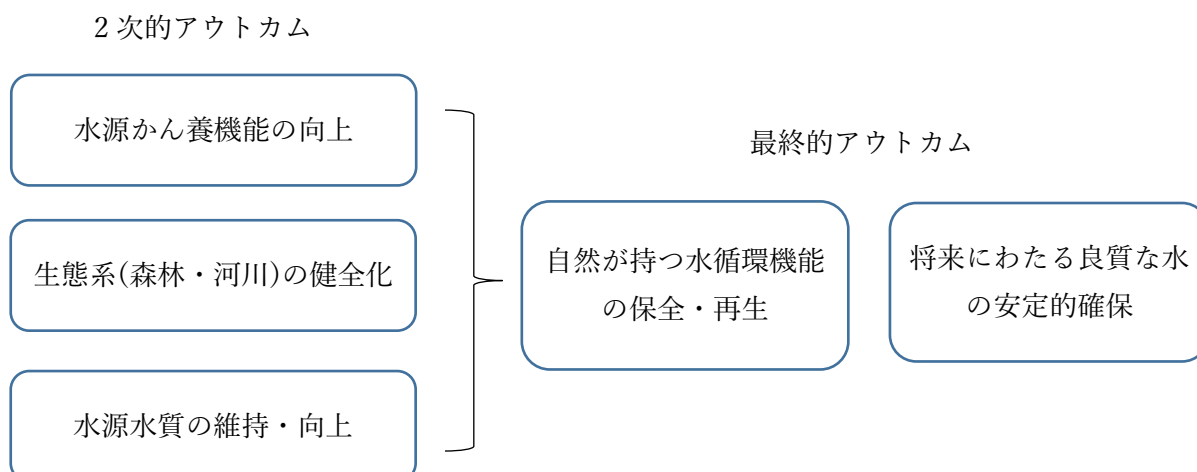 2 次的アウトカム
水源かん養機能の向上
生態系(森林・河川)の健全化
水源水質の維持・向上
最終的アウトカム
自然が持つ水循環機能
の保全・再生
将来にわたる良質な水
の安定的確保